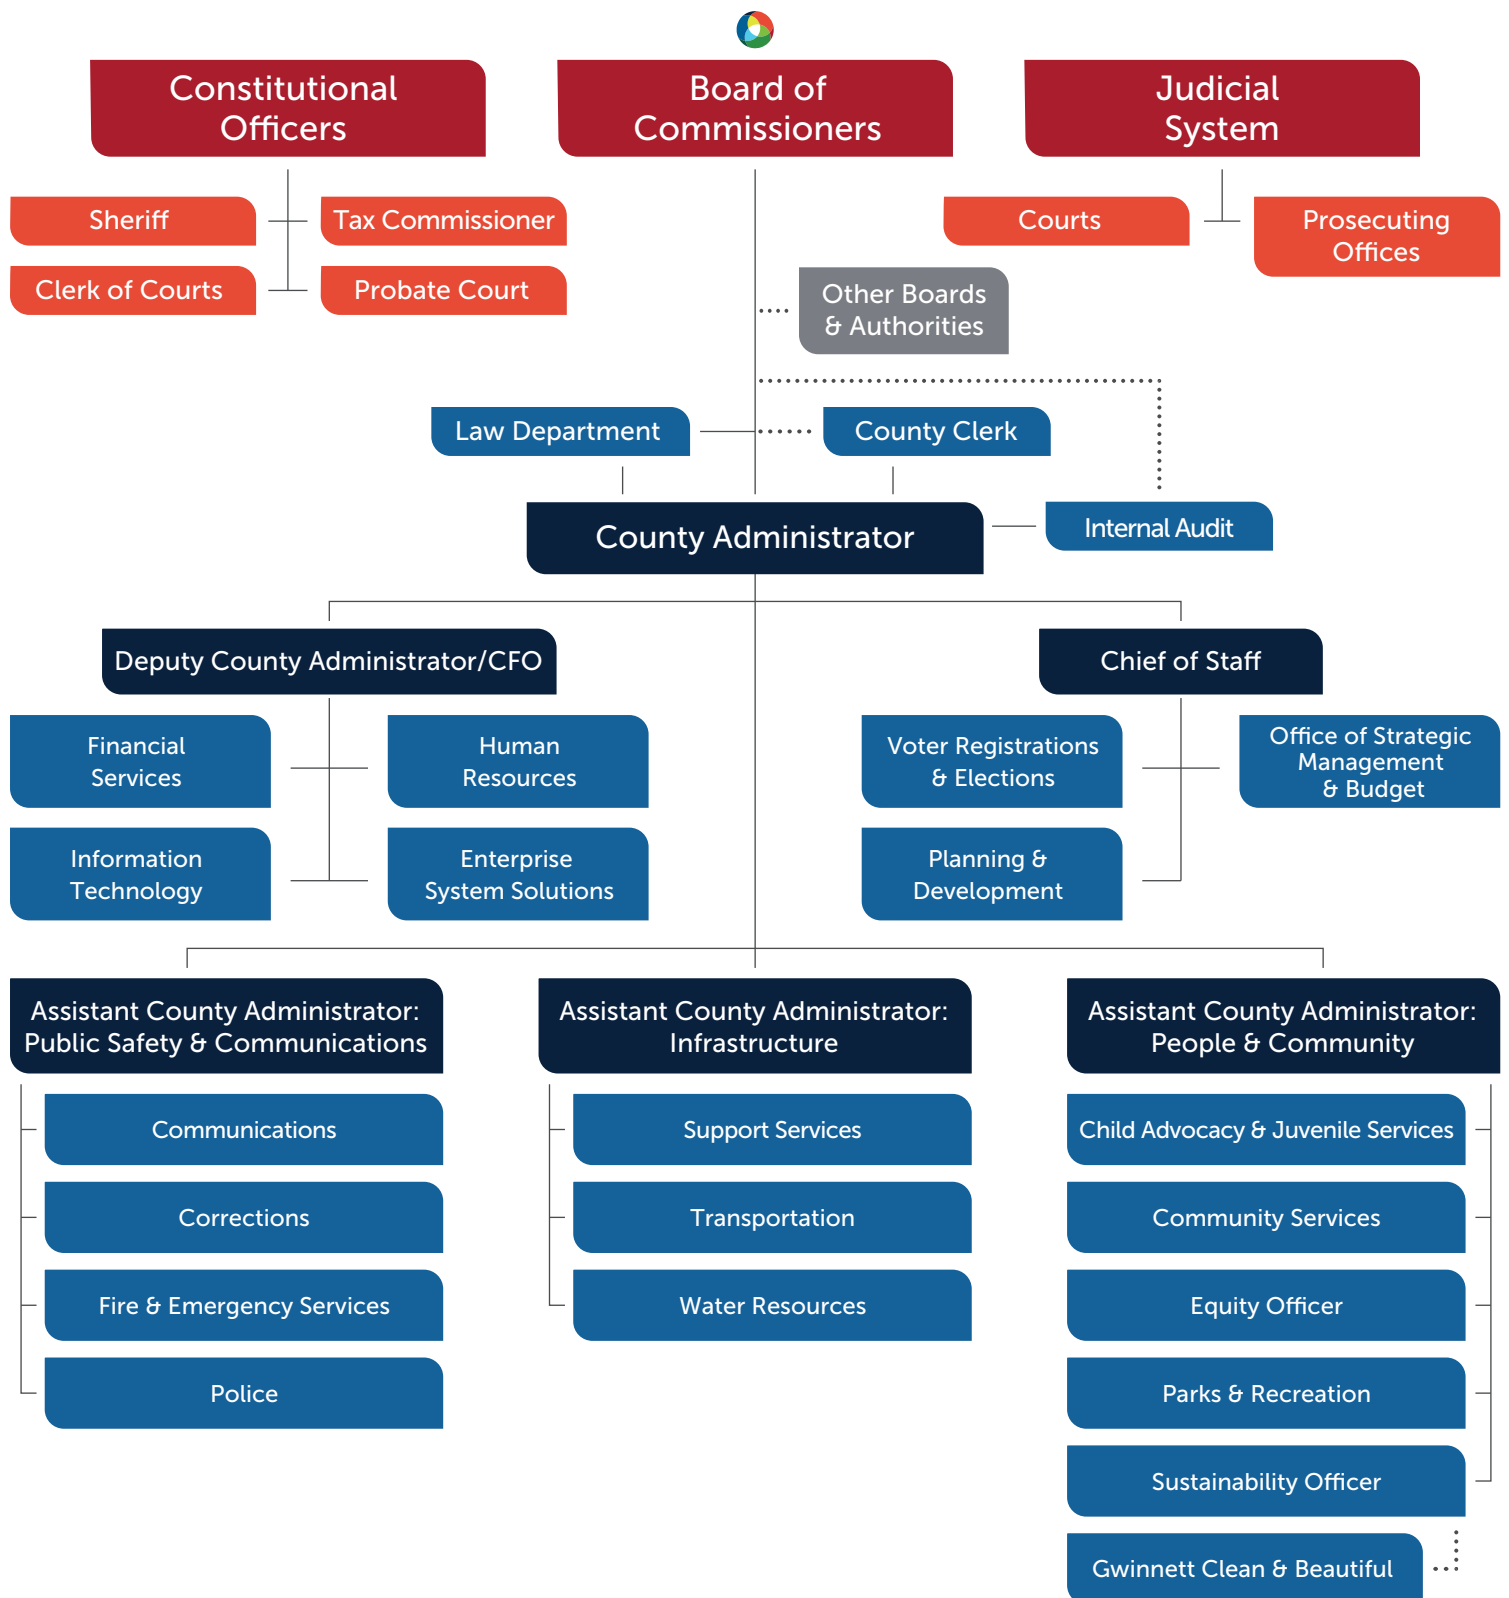 Constitutional
Officers
Board of
Commissioners
Judicial
System
Sheriff
Tax Commissioner
Clerk of Courts
Probate Court
Courts
Prosecuting
Offices
Other Boards
& Authorities
Law Department
County Clerk
County Administrator
Internal Audit
Deputy County Administrator/CFO
Chief of Staff
Financial
Services
Human
Resources
Information
Technology
Enterprise
System Solutions
Voter Registrations
& Elections
Office of Strategic
Management
& Budget
Planning &
Development
Assistant County Administrator:
Public Safety & Communications
Communications
Corrections
Fire & Emergency Services
Police
Assistant County Administrator:
Infrastructure
Support Services
Transportation
Water Resources
Assistant County Administrator:
People & Community
Child Advocacy & Juvenile Services
Community Services
Equity Officer
Parks & Recreation
Sustainability Officer
Gwinnett Clean & Beautiful